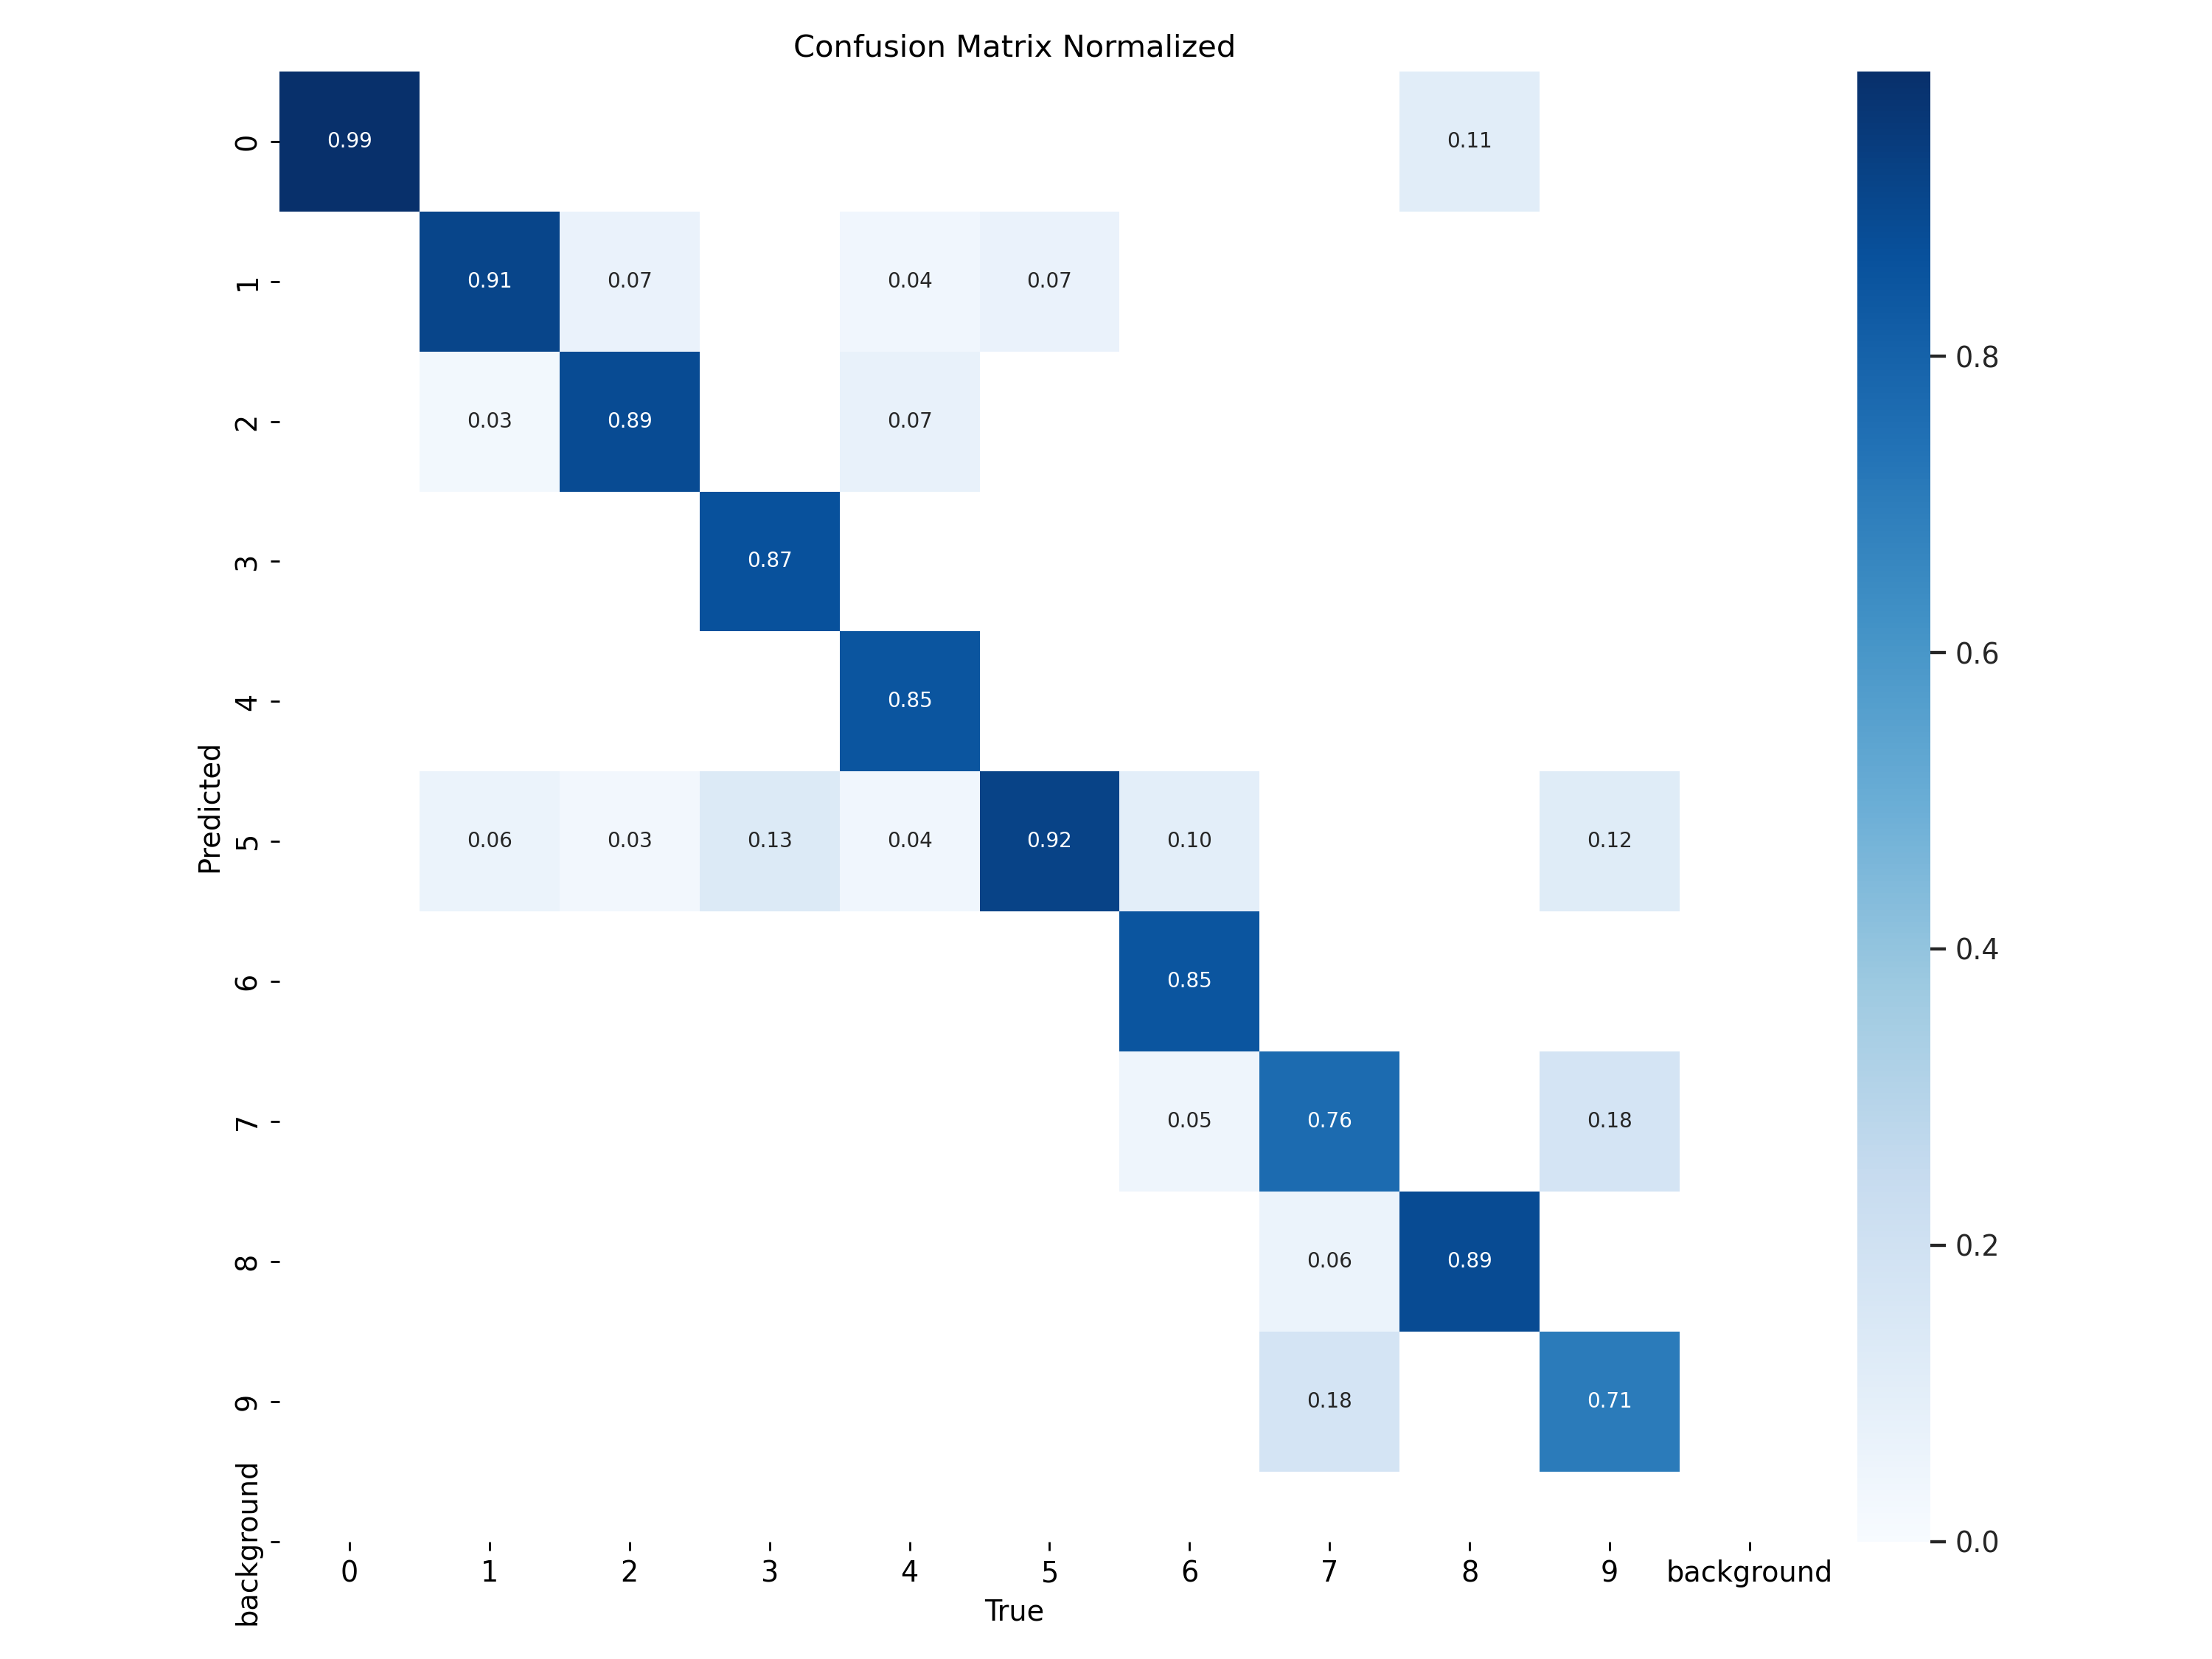 Confusion Matrix Normalized
0 0.99 0.11
1 0.91 0.07 0.04 0.07
2 0.03 0.89 0.07
3 0.87
4 0.85
5 0.06 0.03 0.13 0.04 0.92 0.10 0.12
6 0.85
7 0.05 0.76 0.18
8 0.06 0.89
9 0.18 0.71
background
Predicted
0 1 2 3 4 5 6 7 8 9 background
True
0.8
0.6
0.4
0.2
0.0